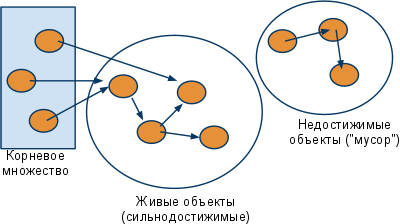 Корневое
множество
Живые объекты
(сильнодостижимые)
Недостижимые
объекты ("мусор")